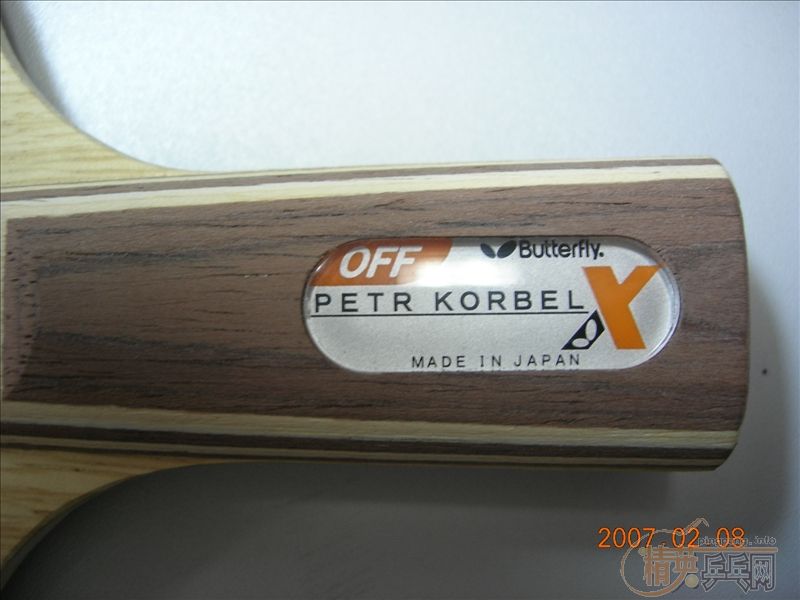 OFF
Butterfly.
PETR KORBEL X
MADE IN JAPAN
2007 02 08
pingpang.info
精英乒乓网